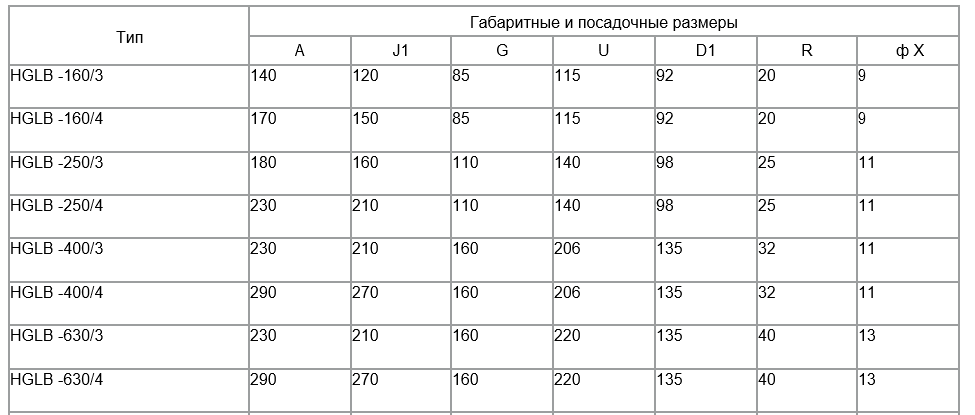 Тип
Габаритные и посадочные размеры
A J1 G U D1 R ф X
HGLB -160/3 140 120 85 115 92 20 9
HGLB -160/4 170 150 85 115 92 20 9
HGLB -250/3 180 160 110 140 98 25 11
HGLB -250/4 230 210 110 140 98 25 11
HGLB -400/3 230 210 160 206 135 32 11
HGLB -400/4 290 270 160 206 135 32 11
HGLB -630/3 230 210 160 220 135 40 13
HGLB -630/4 290 270 160 220 135 40 13